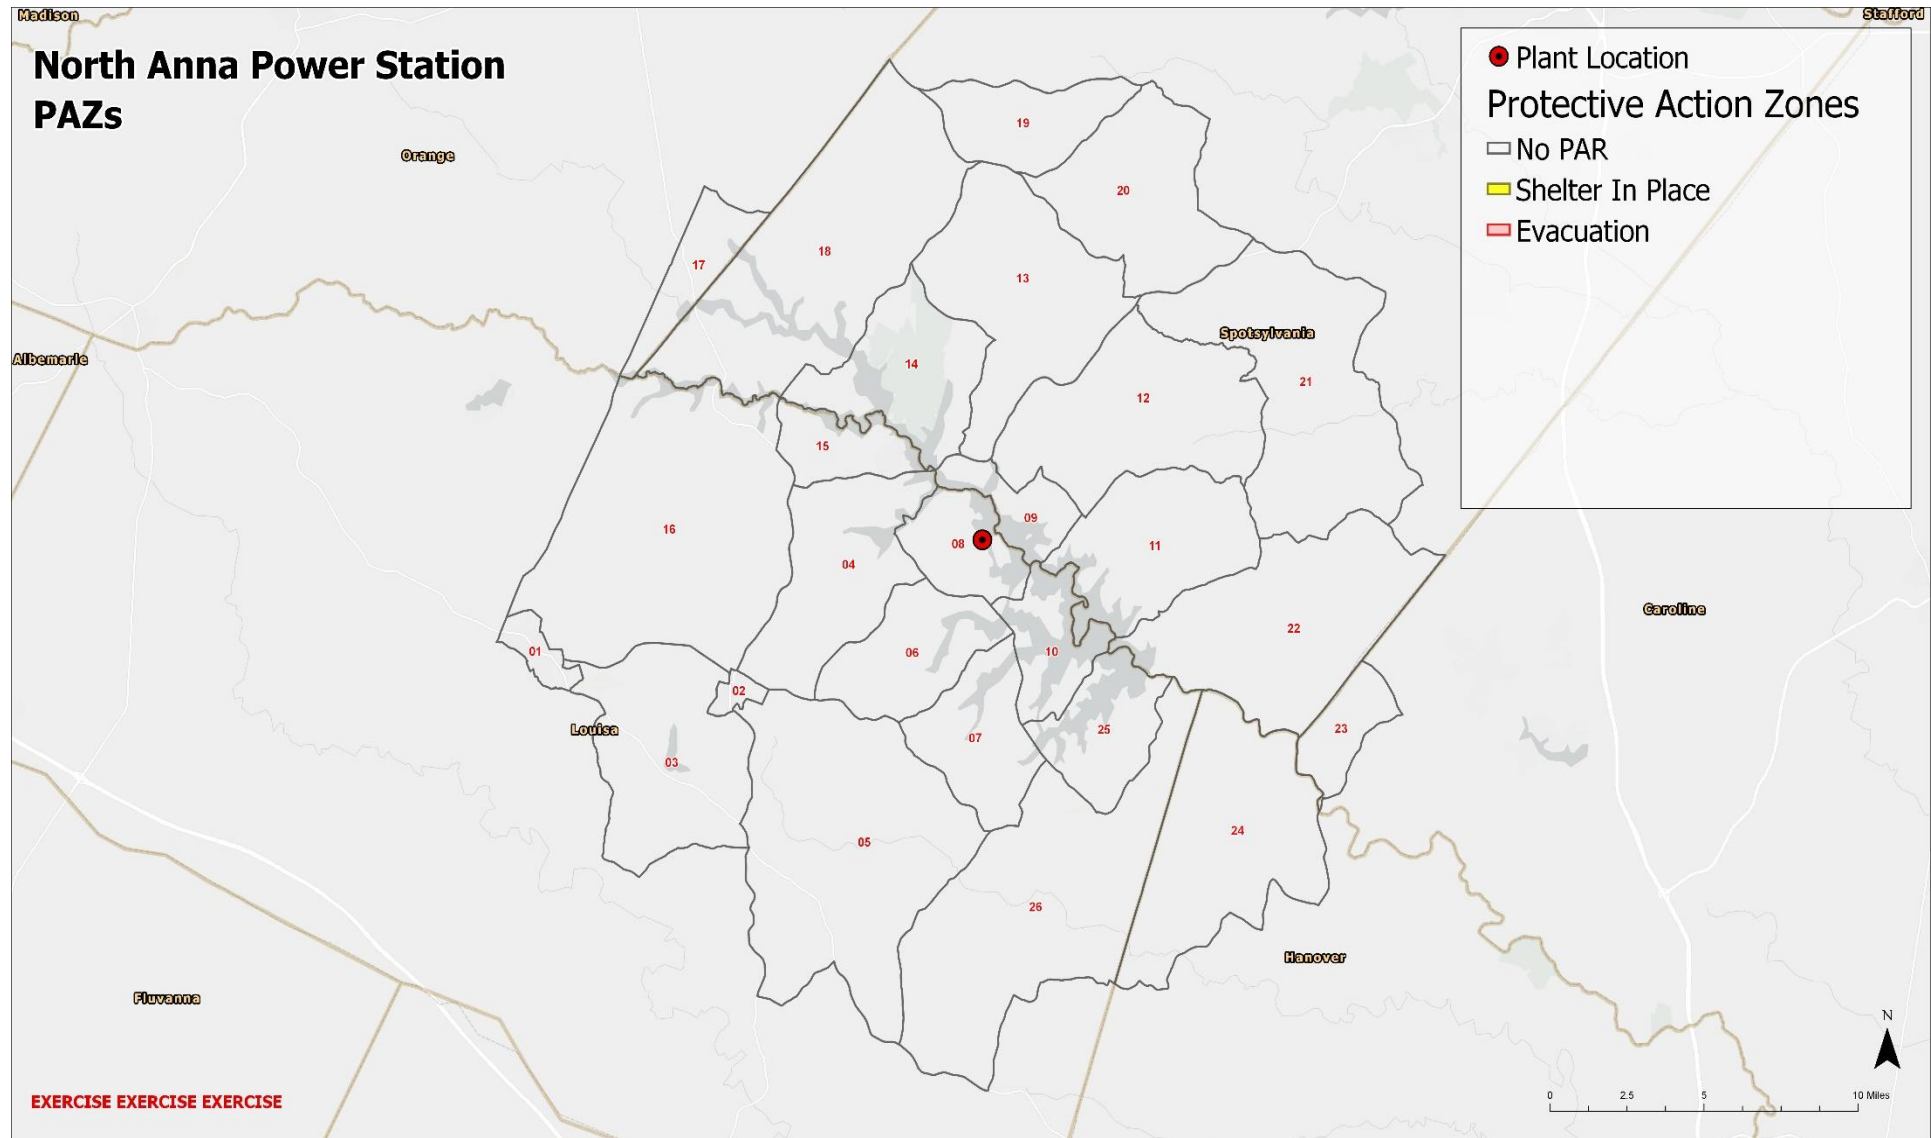 Madison
Stafford
North Anna Power Station
PAZs
Plant Location
Protective Action Zones
No PAR
Shelter In Place
Evacuation
19
Orange
20
18
17
13
Spotsylvania
Albemarle
14
21
12
15
16
09
08
11
04
Caroline
22
01
06
10
02
Louisa
25
23
07
03
24
05
26
Hanover
Fluvanna
N
0 2.5 5 10 Miles
EXERCISE EXERCISE EXERCISE